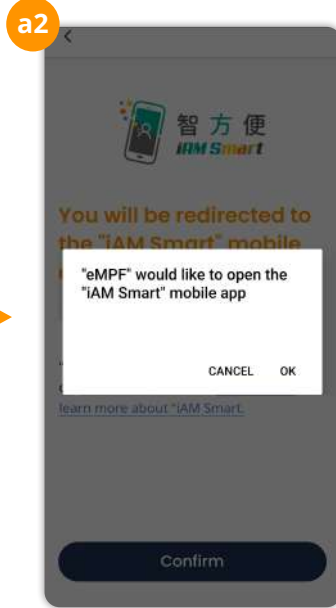 a2
智方便
iAM Smart
You will be redirected to
the "iAM Smart" mobile
"eMPF" would like to open the
"iAM Smart" mobile app
CANCEL OK
learn more about "iAM Smart.
Confirm